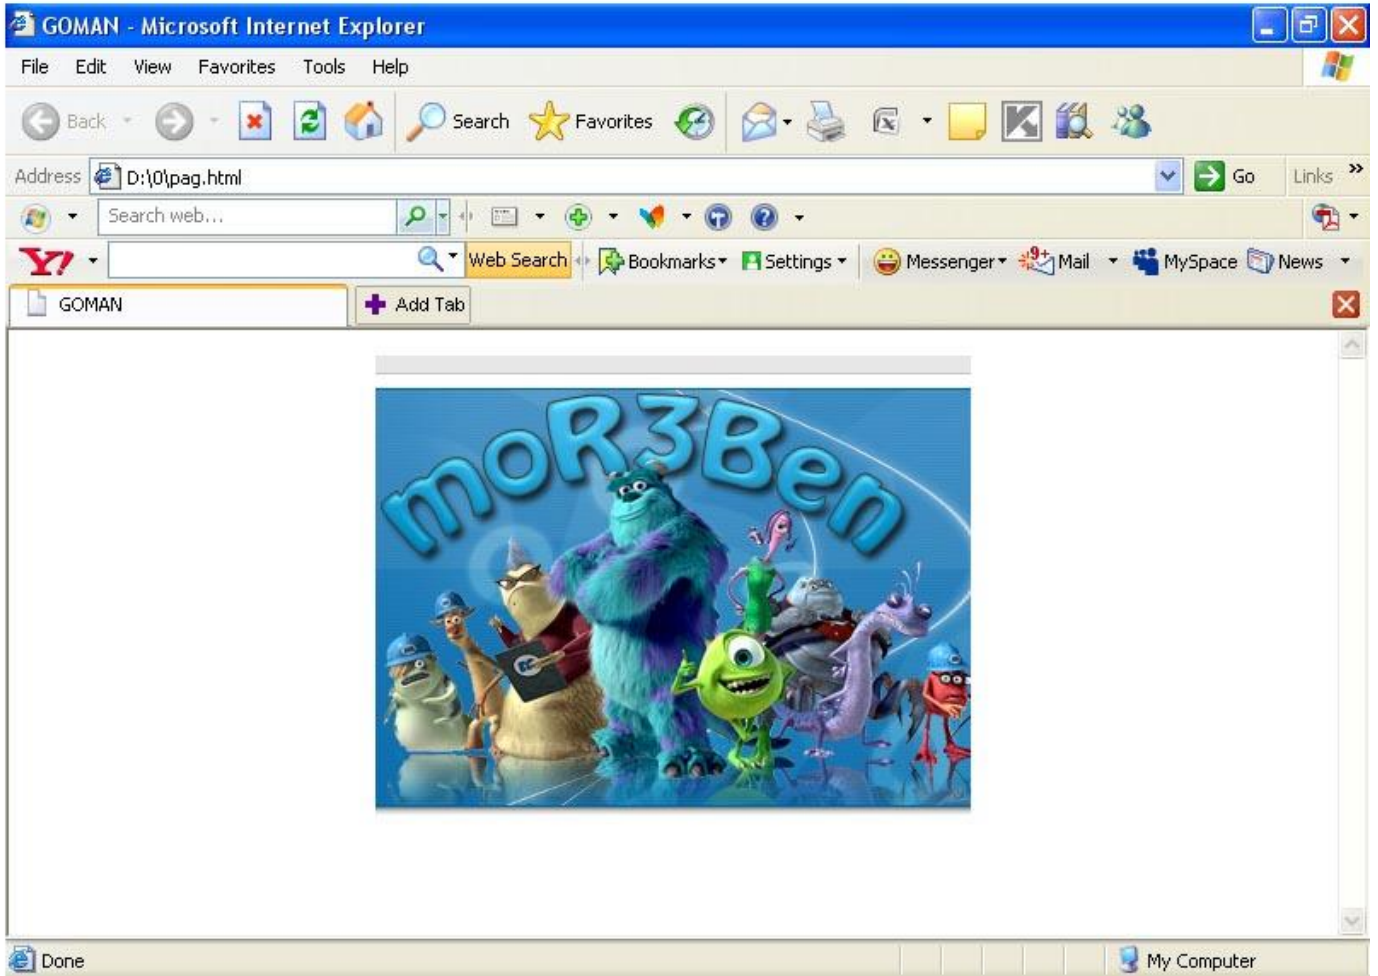 GOMAN - Microsoft Internet Explorer
File Edit View Favorites Tools Help
Back Search Favorites
Address D:\0\pag.html Go Links »
Search web...
Y! Web Search Bookmarks Settings Messenger 9+ Mail MySpace News
GOMAN Add Tab
moR3Ben
Done My Computer